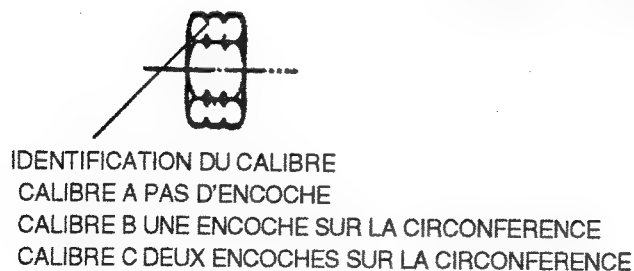 IDENTIFICATION DU CALIBRE
CALIBRE A PAS D'ENCOCHE
CALIBRE B UNE ENCOCHE SUR LA CIRCONFERENCE
CALIBRE C DEUX ENCOCHES SUR LA CIRCONFERENCE